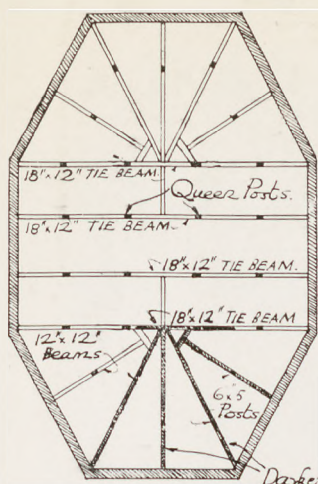 18"x12" TIE BEAM.
Queen Posts.
18"x12" TIE BEAM.
18"x12" TIE BEAM.
18"x12" TIE BEAM
12"x12"
Beams
6x5
Posts